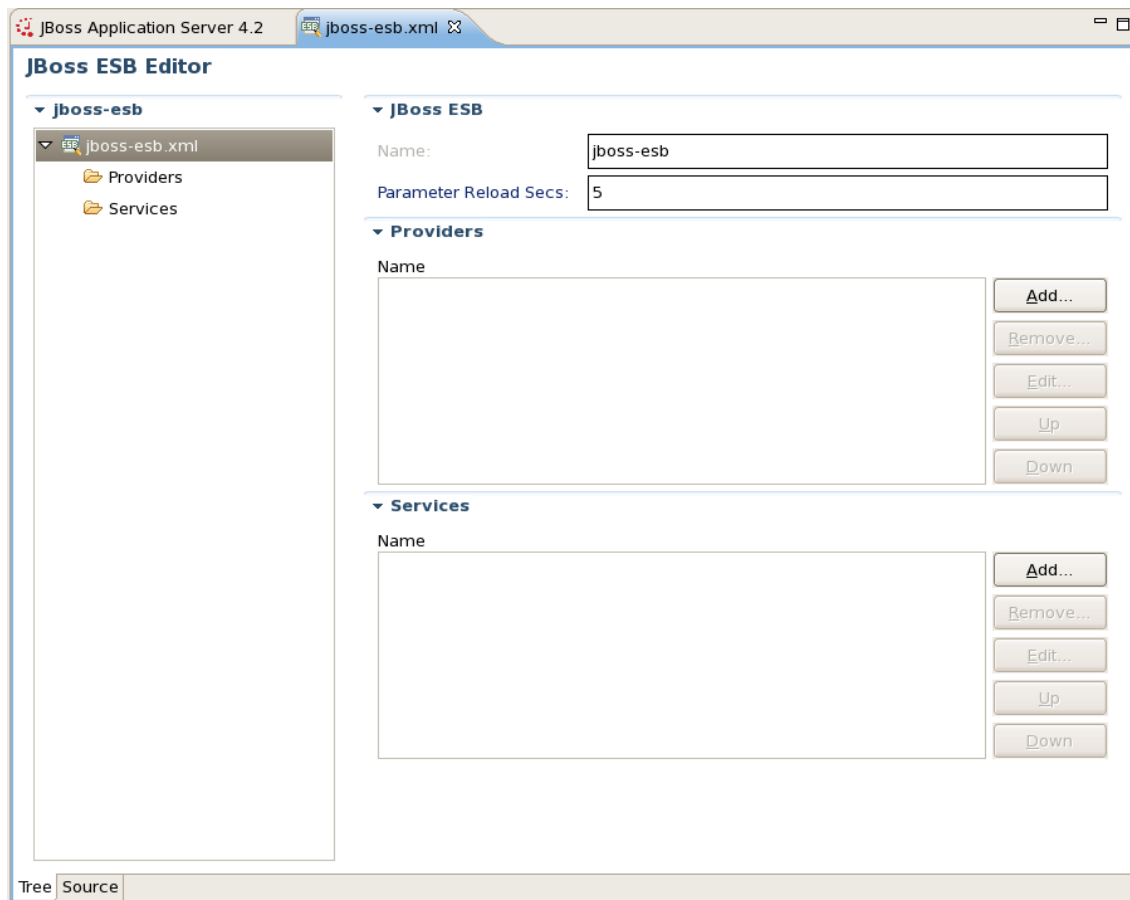 JBoss Application Server 4.2
jboss-esb.xml
JBoss ESB Editor
jboss-esb
jboss-esb.xml
Providers
Services
JBoss ESB
Name:
jboss-esb
Parameter Reload Secs:
5
Providers
Name
Add...
Remove...
Edit...
Up
Down
Services
Name
Add...
Remove...
Edit...
Up
Down
Tree
Source